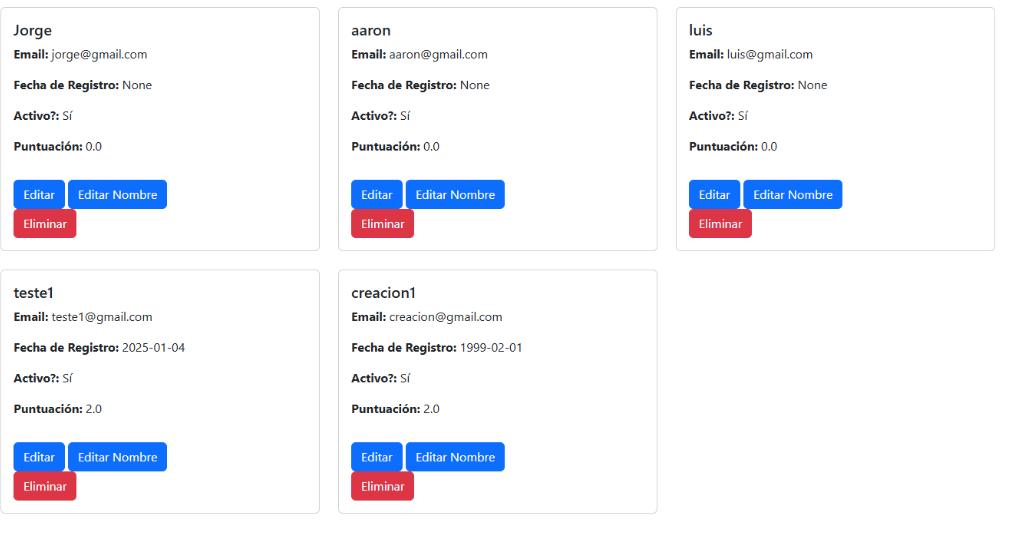 Jorge
Email: jorge@gmail.com
Fecha de Registro: None
Activo?: Sí
Puntuación: 0.0
Editar Editar Nombre
Eliminar
aaron
Email: aaron@gmail.com
Fecha de Registro: None
Activo?: Sí
Puntuación: 0.0
Editar Editar Nombre
Eliminar
luis
Email: luis@gmail.com
Fecha de Registro: None
Activo?: Sí
Puntuación: 0.0
Editar Editar Nombre
Eliminar
teste1
Email: teste1@gmail.com
Fecha de Registro: 2025-01-04
Activo?: Sí
Puntuación: 2.0
Editar Editar Nombre
Eliminar
creacion1
Email: creacion@gmail.com
Fecha de Registro: 1999-02-01
Activo?: Sí
Puntuación: 2.0
Editar Editar Nombre
Eliminar